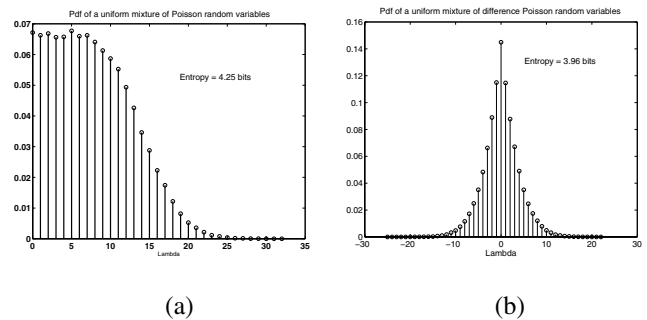 Pdf of a uniform mixture of Poisson random variables
0.07
0.06
0.05
0.04
0.03
0.02
0.01
0
Entropy = 4.25 bits
0 5 10 15 20 25 30 35
Lambda
(a)
Pdf of a uniform mixture of difference Poisson random variables
0.16
0.14
0.12
0.1
0.08
0.06
0.04
0.02
0
Entropy = 3.96 bits
−30 −20 −10 0 10 20 30
Lambda
(b)